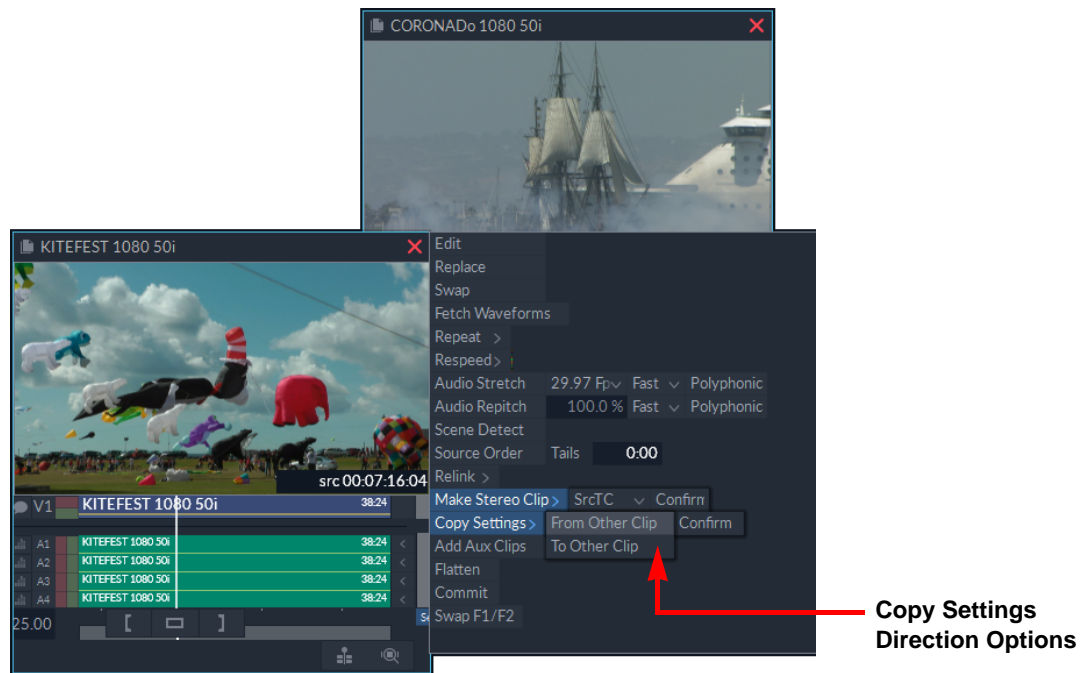 CORONADo 1080 50i
KITEFEST 1080 50i
src 00:07:16:04
V1 KITEFEST 1080 50i 38:24
A1 KITEFEST 1080 50i 38:24 <
A2 KITEFEST 1080 50i 38:24 <
A3 KITEFEST 1080 50i 38:24 <
A4 KITEFEST 1080 50i 38:24 <
25.00 [ ]
Edit
Replace
Swap
Fetch Waveforms
Repeat >
Respeed>
Audio Stretch 29.97 Fp Fast Polyphonic
Audio Repitch 100.0 % Fast Polyphonic
Scene Detect
Source Order Tails 0:00
Relink >
Make Stereo Clip> SrcTC Confirm
Copy Settings> From Other Clip Confirm
Add Aux Clips To Other Clip
Flatten
Commit
Swap F1/F2
Copy Settings
Direction Options